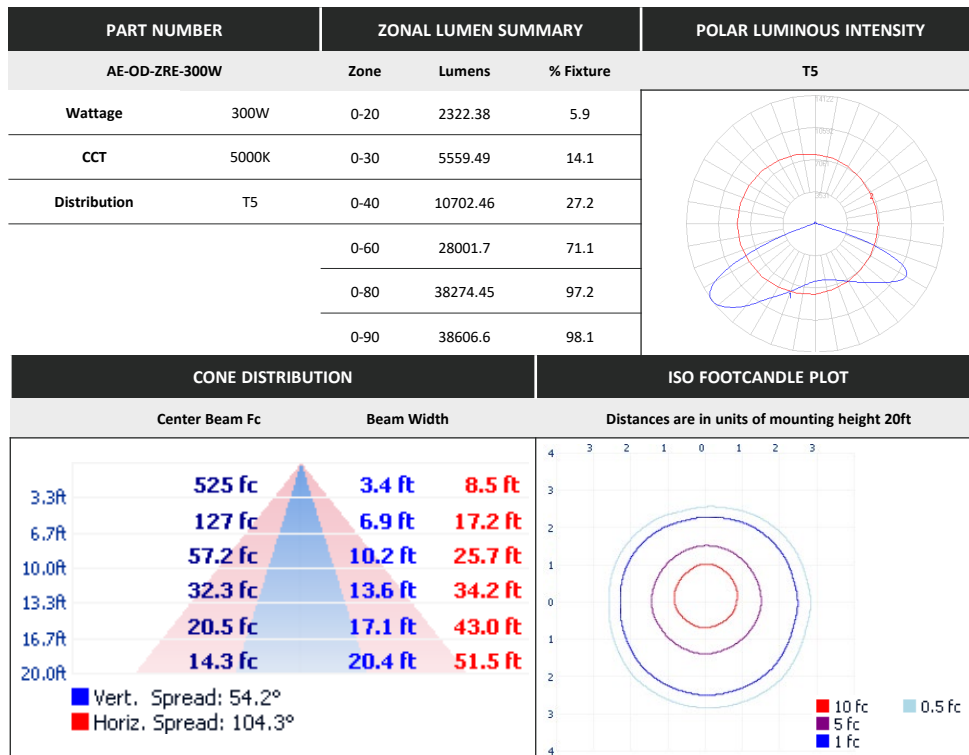 PART NUMBER ZONAL LUMEN SUMMARY POLAR LUMINOUS INTENSITY
AE-OD-ZRE-300W Zone Lumens % Fixture T5
Wattage 300W 0-20 2322.38 5.9
CCT 5000K 0-30 5559.49 14.1
Distribution T5 0-40 10702.46 27.2
0-60 28001.7 71.1
0-80 38274.45 97.2
0-90 38606.6 98.1
2
1
CONE DISTRIBUTION ISO FOOTCANDLE PLOT
Center Beam Fc Beam Width Distances are in units of mounting height 20ft
3.3ft 525 fc 3.4 ft 8.5 ft
6.7ft 127 fc 6.9 ft 17.2 ft
10.0ft 57.2 fc 10.2 ft 25.7 ft
13.3ft 32.3 fc 13.6 ft 34.2 ft
16.7ft 20.5 fc 17.1 ft 43.0 ft
20.0ft 14.3 fc 20.4 ft 51.5 ft
Vert. Spread: 54.2°
Horiz. Spread: 104.3°
3 2 1 0 1 2 3
4
3
2
1
0
1
2
3
4
10 fc 0.5 fc
5 fc
1 fc